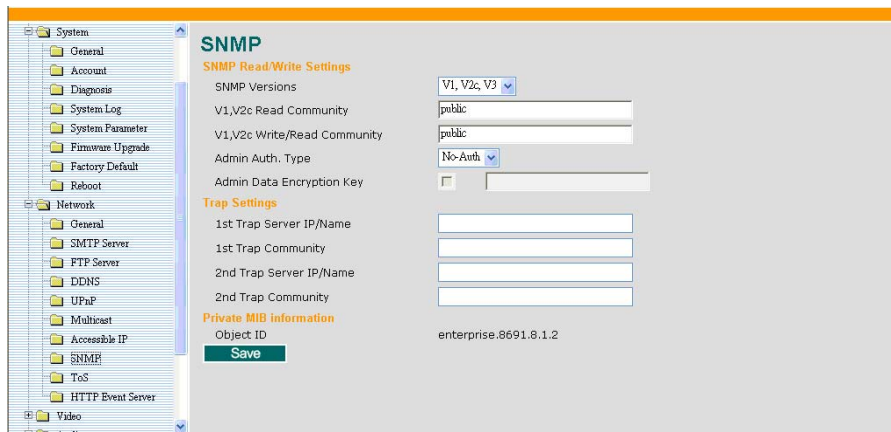 System
General
Account
Diagnosis
System Log
System Parameter
Firmware Upgrade
Factory Default
Reboot
Network
General
SMTP Server
FTP Server
DDNS
UPnP
Multicast
Accessible IP
SNMP
ToS
HTTP Event Server
Video
SNMP
SNMP Read/Write Settings
SNMP Versions V1, V2c, V3
V1,V2c Read Community public
V1,V2c Write/Read Community public
Admin Auth. Type No-Auth
Admin Data Encryption Key
Trap Settings
1st Trap Server IP/Name
1st Trap Community
2nd Trap Server IP/Name
2nd Trap Community
Private MIB information
Object ID enterprise.8691.8.1.2
Save